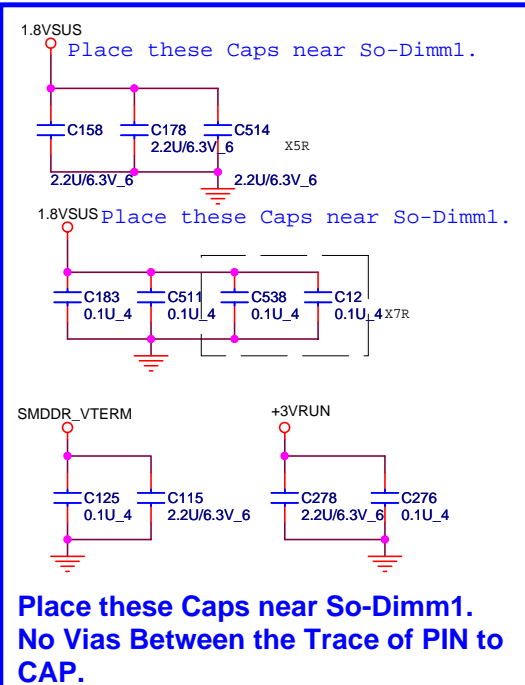 1.8VSUS
Place these Caps near So-Dimm1.
C158 C178 C514
2.2U/6.3V_6 X5R
2.2U/6.3V_6 2.2U/6.3V_6
1.8VSUS Place these Caps near So-Dimm1.
C183 C511 C538 C12
0.1U_4 0.1U_4 0.1U_4 0.1U_4 X7R
SMDDR_VTERM +3VRUN
C125 C115 C278 C276
0.1U_4 2.2U/6.3V_6 2.2U/6.3V_6 0.1U_4
Place these Caps near So-Dimm1.
No Vias Between the Trace of PIN to
CAP.